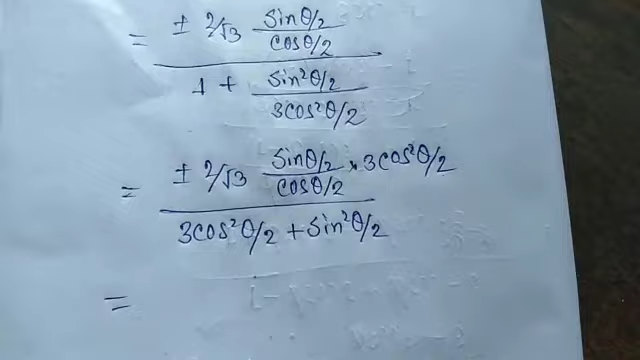 = ± 2/√3 sinθ/2 / cosθ/2
1 + sin²θ/2 / 3cos²θ/2
= ± 2/√3 sinθ/2 / cosθ/2 × 3cos²θ/2
3cos²θ/2 + sin²θ/2
=